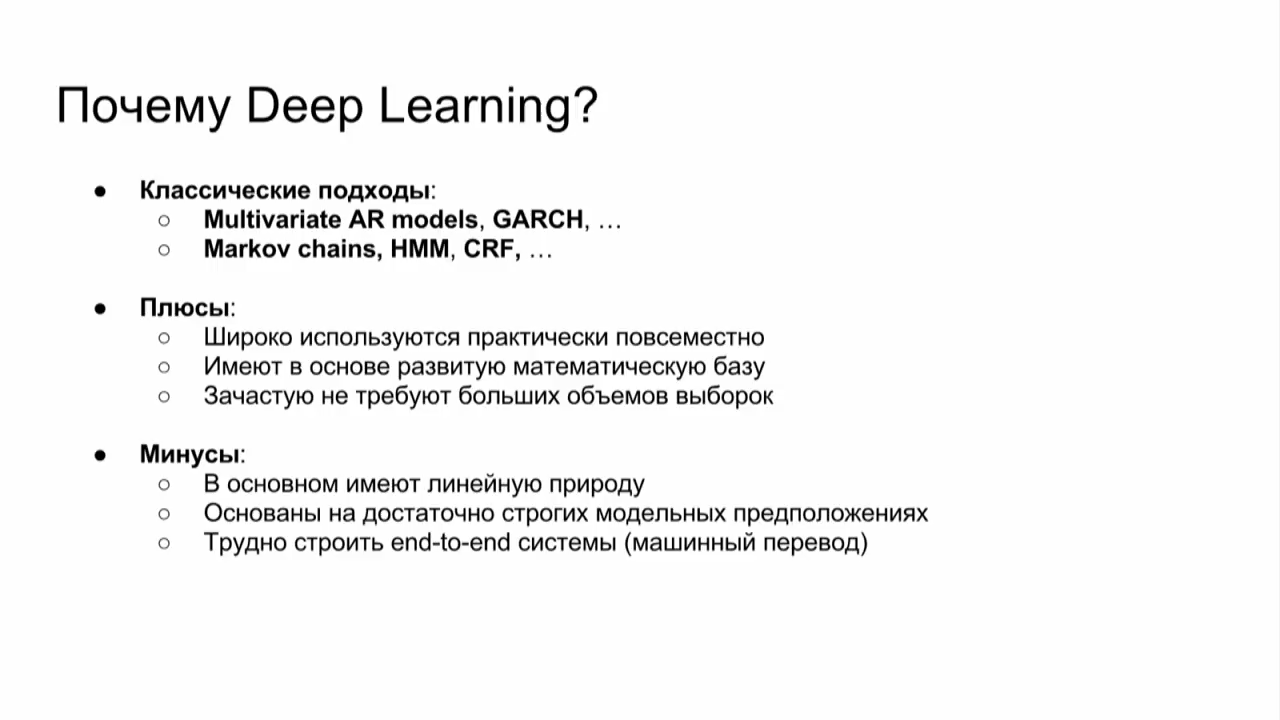 Почему Deep Learning?
● Классические подходы:
○ Multivariate AR models, GARCH, …
○ Markov chains, HMM, CRF, …
● Плюсы:
○ Широко используются практически повсеместно
○ Имеют в основе развитую математическую базу
○ Зачастую не требуют больших объемов выборок
● Минусы:
○ В основном имеют линейную природу
○ Основаны на достаточно строгих модельных предположениях
○ Трудно строить end-to-end системы (машинный перевод)